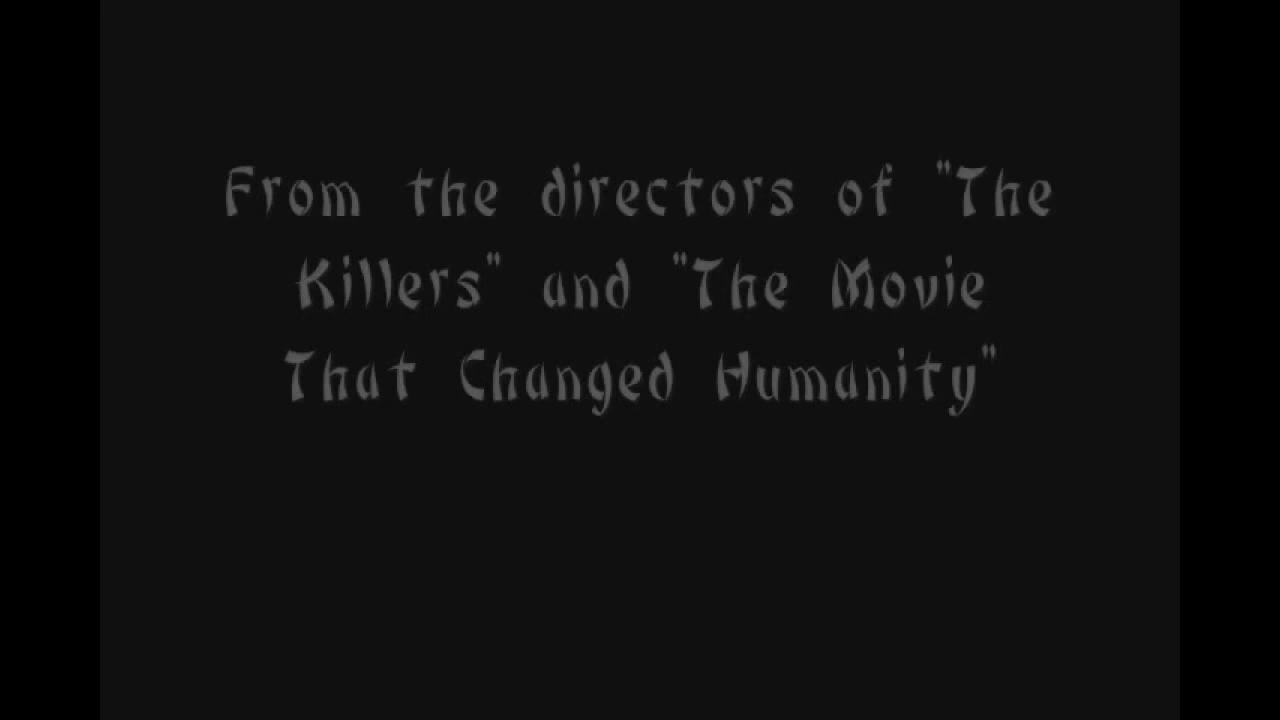 From the directors of "The
Killers" and "The Movie
That Changed Humanity"